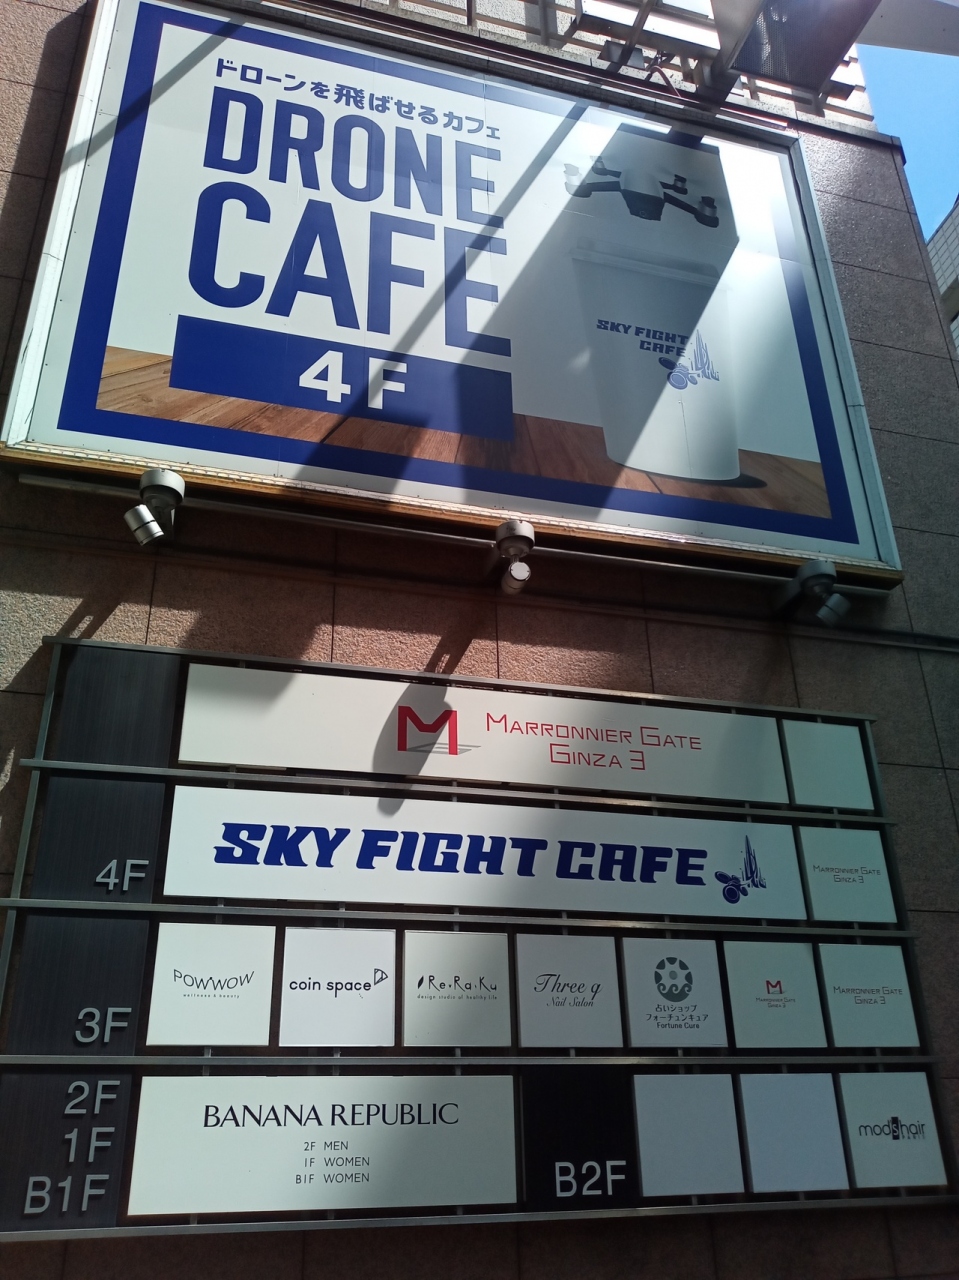 ドローンを飛ばせるカフェ
DRONE
CAFE
4F
SKY FIGHT
CAFE
MARRONNIER GATE
GINZA 3
4F
SKY FIGHT CAFE
MARRONNIER GATE
GINZA 3
3F
POWWOW
wellness & beauty
coin space
Re.Ra.Ku
design studio of healthy life
Three q
Nail Salon
占いショップ
フォーチュンキュア
Fortune Cure
MARRONNIER GATE
GINZA 3
MARRONNIER GATE
GINZA 3
2F
1F
B1F
BANANA REPUBLIC
2F MEN
1F WOMEN
B1F WOMEN
B2F
mod's hair
PARIS